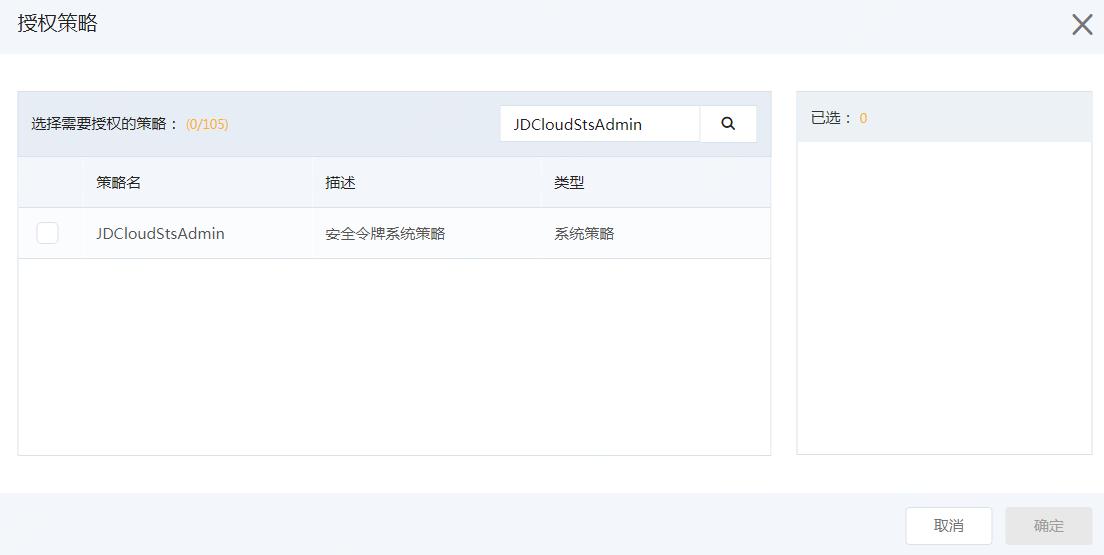 授权策略
选择需要授权的策略： (0/105)
JDCloudStsAdmin
已选： 0
策略名 描述 类型
JDCloudStsAdmin 安全令牌系统策略 系统策略
取消 确定